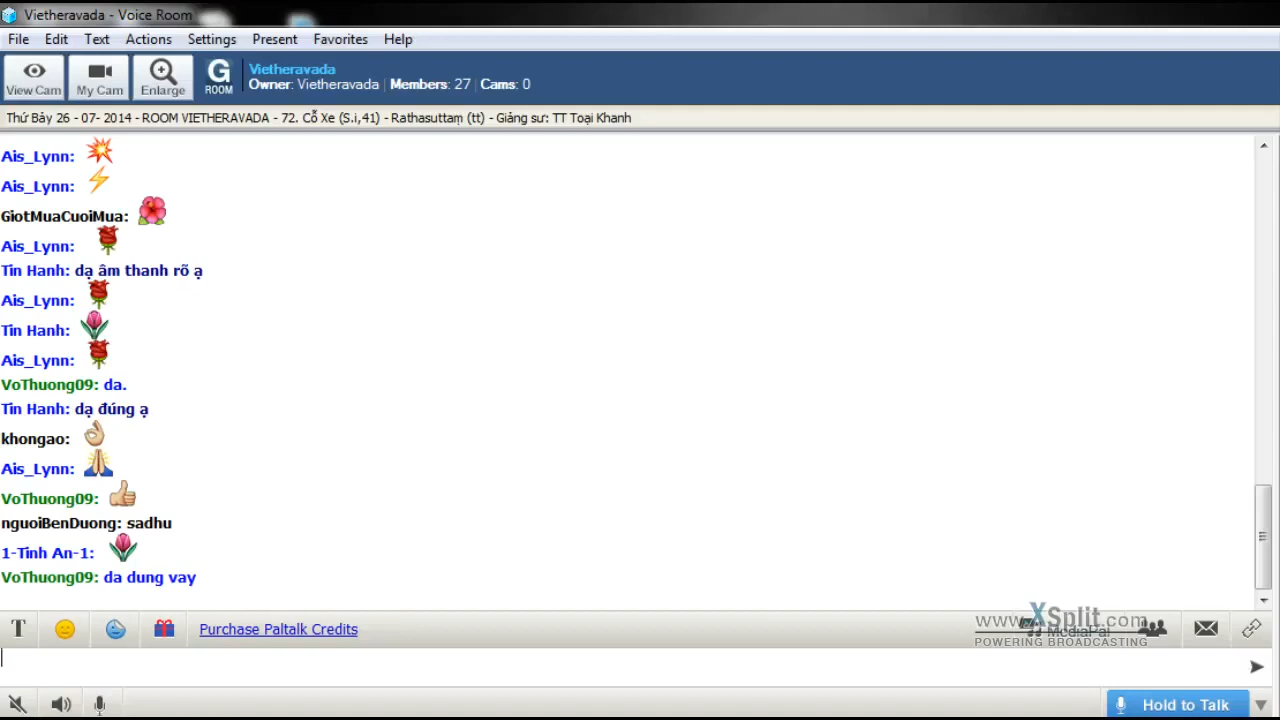 Vietheravada - Voice Room
File Edit Text Actions Settings Present Favorites Help
View Cam My Cam Enlarge G ROOM
Vietheravada
Owner: Vietheravada | Members: 27 | Cams: 0
Thứ Bảy 26 - 07- 2014 - ROOM VIETHERAVADA - 72. Cỗ Xe (S.i,41) - Rathasuttaṃ (tt) - Giảng sư: TT Toại Khanh
Ais_Lynn:
Ais_Lynn:
GiotMuaCuoiMua:
Ais_Lynn:
Tin Hanh: dạ âm thanh rõ ạ
Ais_Lynn:
Tin Hanh:
Ais_Lynn:
VoThuong09: da.
Tin Hanh: dạ đúng ạ
khongao:
Ais_Lynn:
VoThuong09:
nguoiBenDuong: sadhu
1-Tinh An-1:
VoThuong09: da dung vay
T Purchase Paltalk Credits
www.XSplit.com
MediaPal
POWERING BROADCASTING
Hold to Talk